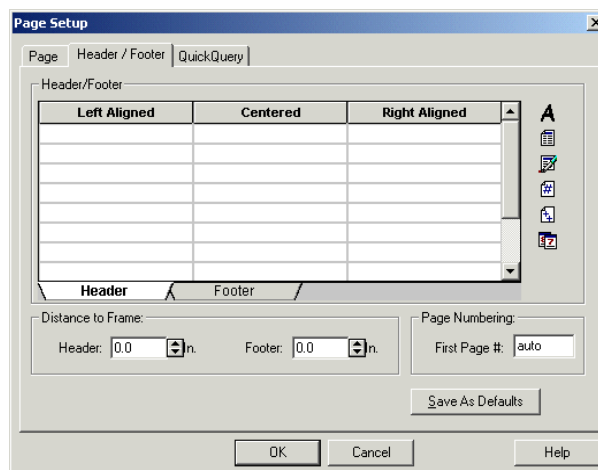 Page Setup
Page Header / Footer QuickQuery
Header/Footer
Left Aligned Centered Right Aligned
A
#
7
Header Footer
Distance to Frame:
Header: 0.0 In. Footer: 0.0 In.
Page Numbering:
First Page #: auto
Save As Defaults
OK Cancel Help